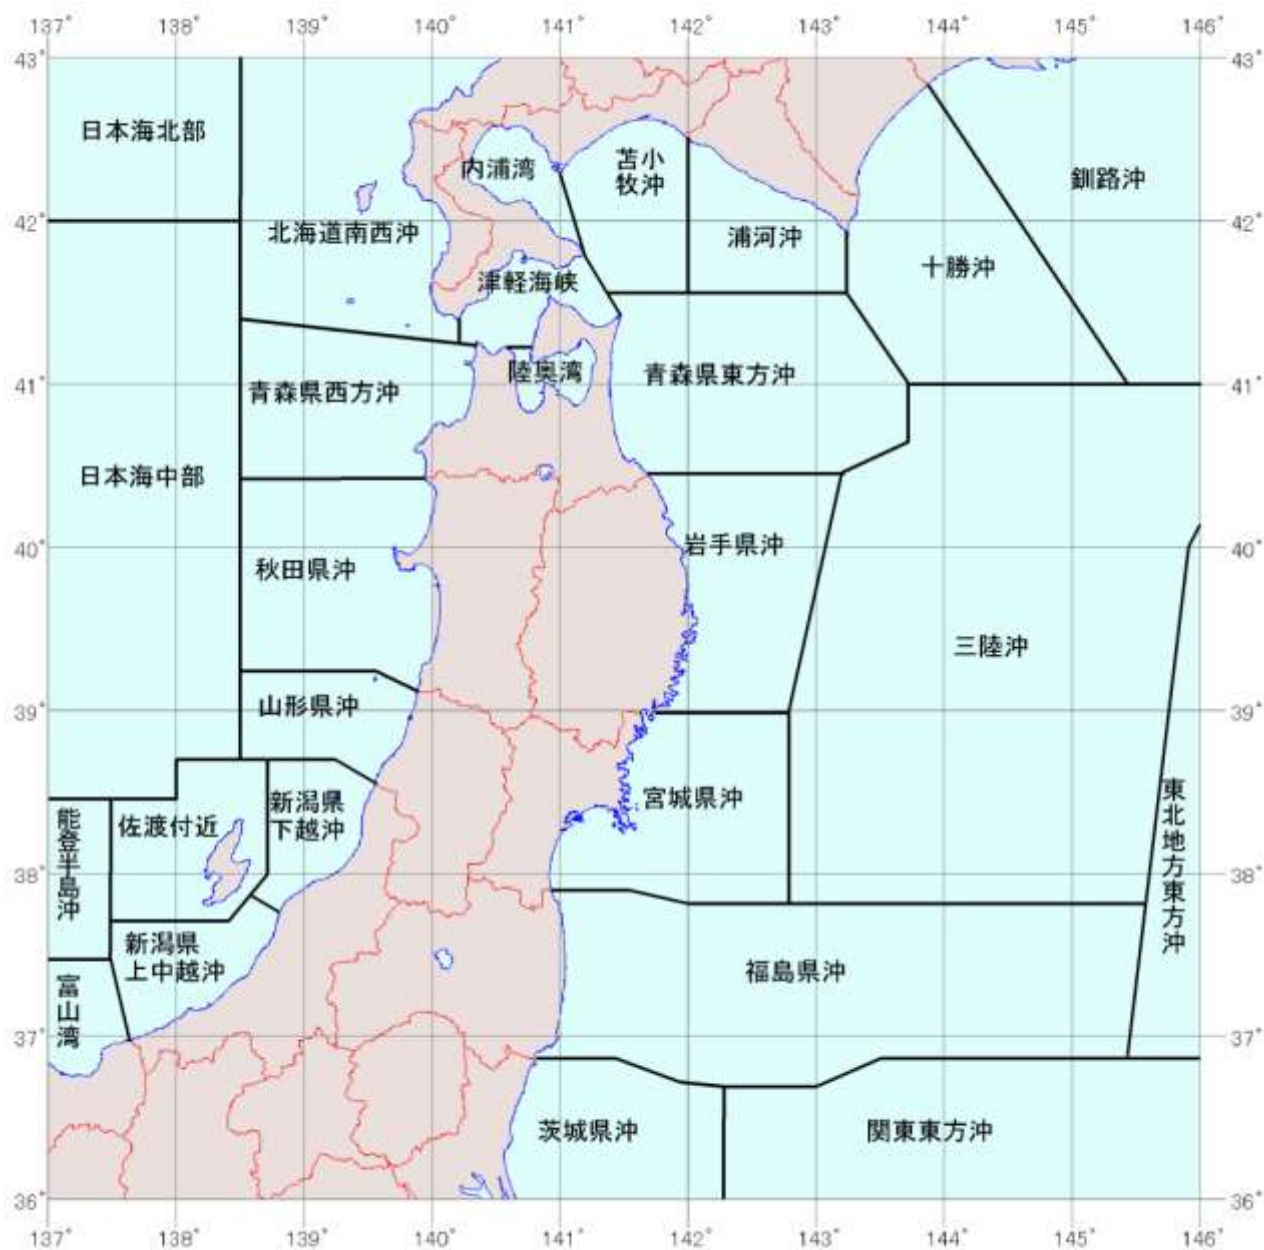 137° 138° 139° 140° 141° 142° 143° 144° 145° 146°
43° 43°
日本海北部
内浦湾
苫小
牧沖
釧路沖
42° 42°
北海道南西沖
浦河沖
十勝沖
津軽海峡
陸奥湾
41° 41°
青森県西方沖
青森県東方沖
日本海中部
40° 40°
秋田県沖
岩手県沖
三陸沖
39° 39°
山形県沖
宮城県沖
新潟県
下越沖
佐渡付近
能登半島沖
東北地方東方沖
38° 38°
新潟県
上中越沖
福島県沖
富山湾
37° 37°
茨城県沖
関東東方沖
36° 36°
137° 138° 139° 140° 141° 142° 143° 144° 145° 146°